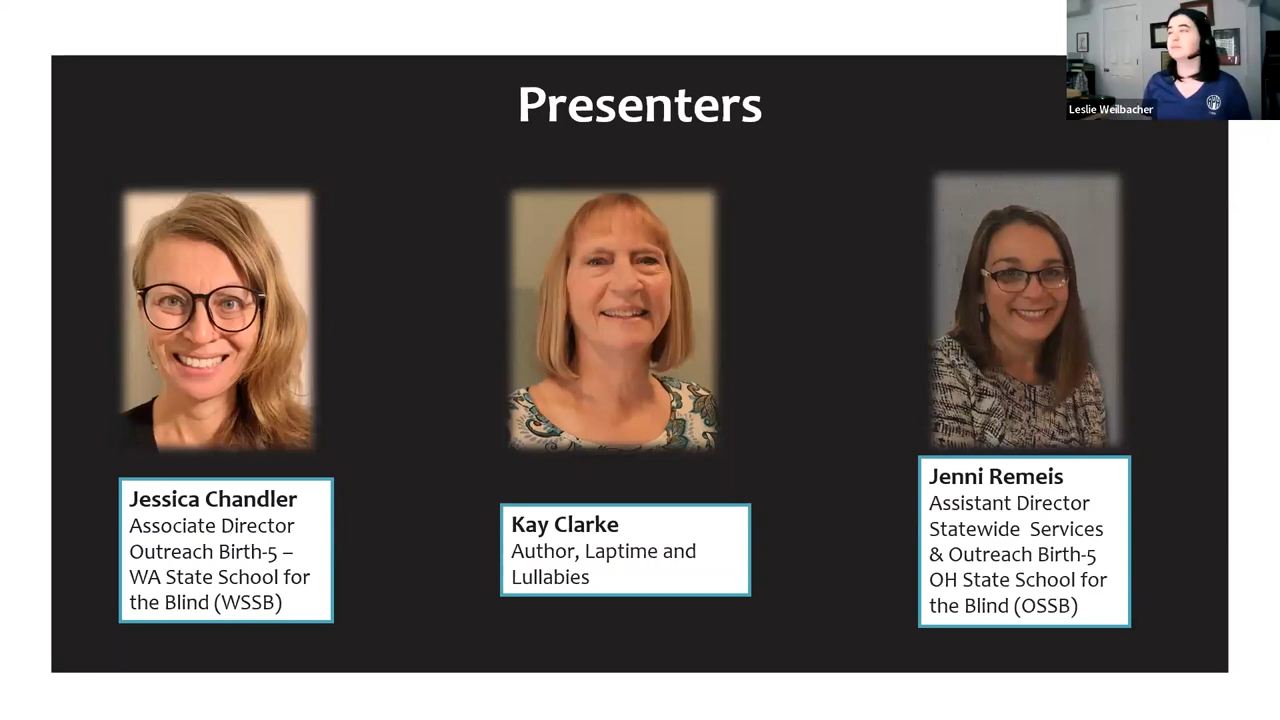 Presenters
Leslie Weilbacher
Jessica Chandler
Associate Director
Outreach Birth-5 –
WA State School for
the Blind (WSSB)
Kay Clarke
Author, Laptime and
Lullabies
Jenni Remeis
Assistant Director
Statewide Services
& Outreach Birth-5
OH State School for
the Blind (OSSB)